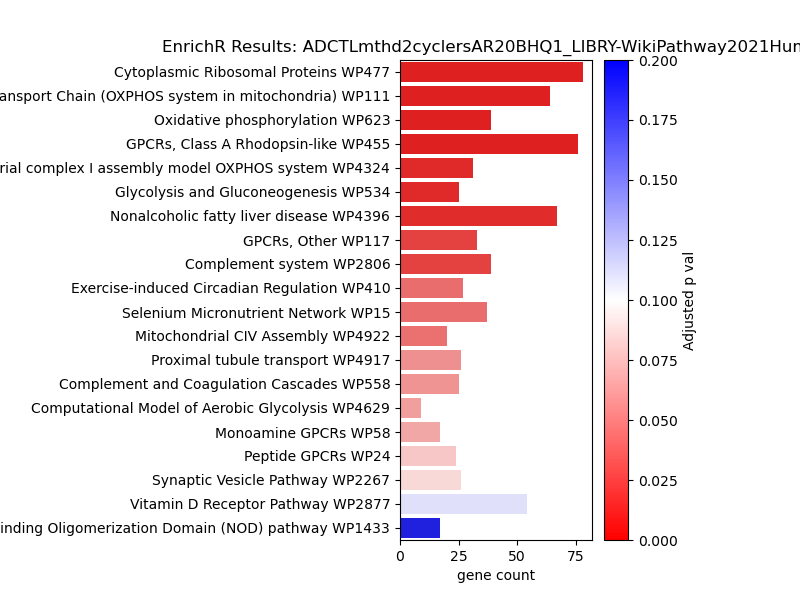 EnrichR Results: ADCTLmthd2cyclersAR20BHQ1_LIBRY-WikiPathway2021Hum
Cytoplasmic Ribosomal Proteins WP477
ansport Chain (OXPHOS system in mitochondria) WP111
Oxidative phosphorylation WP623
GPCRs, Class A Rhodopsin-like WP455
rial complex I assembly model OXPHOS system WP4324
Glycolysis and Gluconeogenesis WP534
Nonalcoholic fatty liver disease WP4396
GPCRs, Other WP117
Complement system WP2806
Exercise-induced Circadian Regulation WP410
Selenium Micronutrient Network WP15
Mitochondrial CIV Assembly WP4922
Proximal tubule transport WP4917
Complement and Coagulation Cascades WP558
Computational Model of Aerobic Glycolysis WP4629
Monoamine GPCRs WP58
Peptide GPCRs WP24
Synaptic Vesicle Pathway WP2267
Vitamin D Receptor Pathway WP2877
inding Oligomerization Domain (NOD) pathway WP1433
0 25 50 75
gene count
0.200
0.175
0.150
0.125
0.100
0.075
0.050
0.025
0.000
Adjusted p val